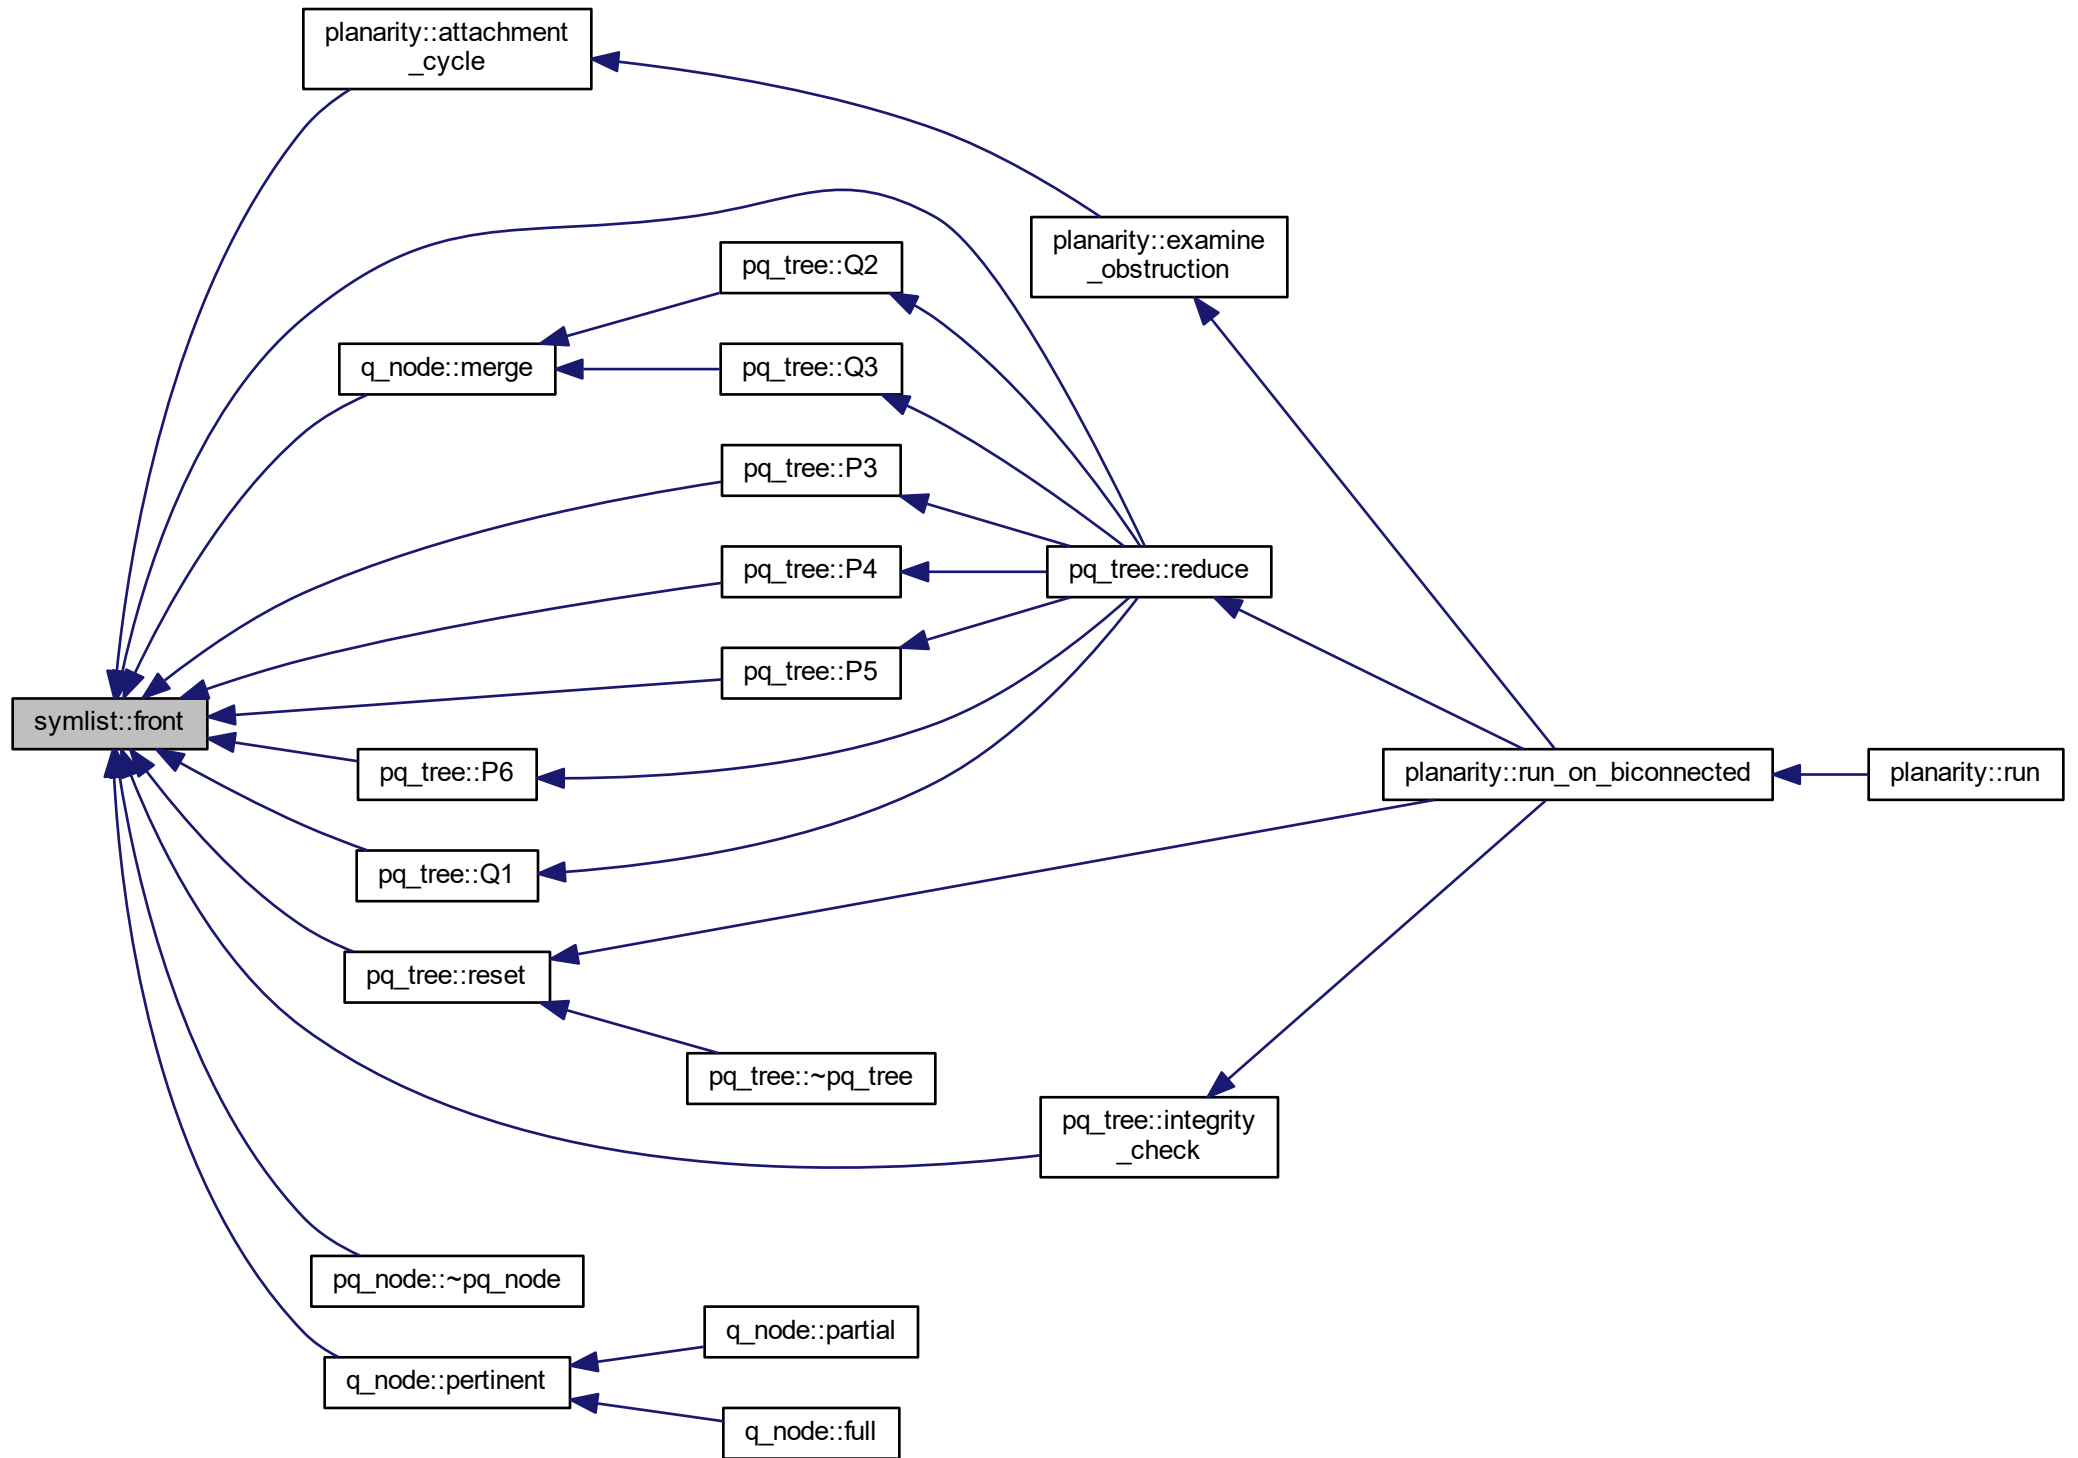 planarity::attachment
_cycle
planarity::examine
_obstruction
pq_tree::Q2
q_node::merge
pq_tree::Q3
pq_tree::P3
pq_tree::P4
pq_tree::reduce
pq_tree::P5
symlist::front
pq_tree::P6
planarity::run_on_biconnected
planarity::run
pq_tree::Q1
pq_tree::reset
pq_tree::~pq_tree
pq_tree::integrity
_check
pq_node::~pq_node
q_node::partial
q_node::pertinent
q_node::full